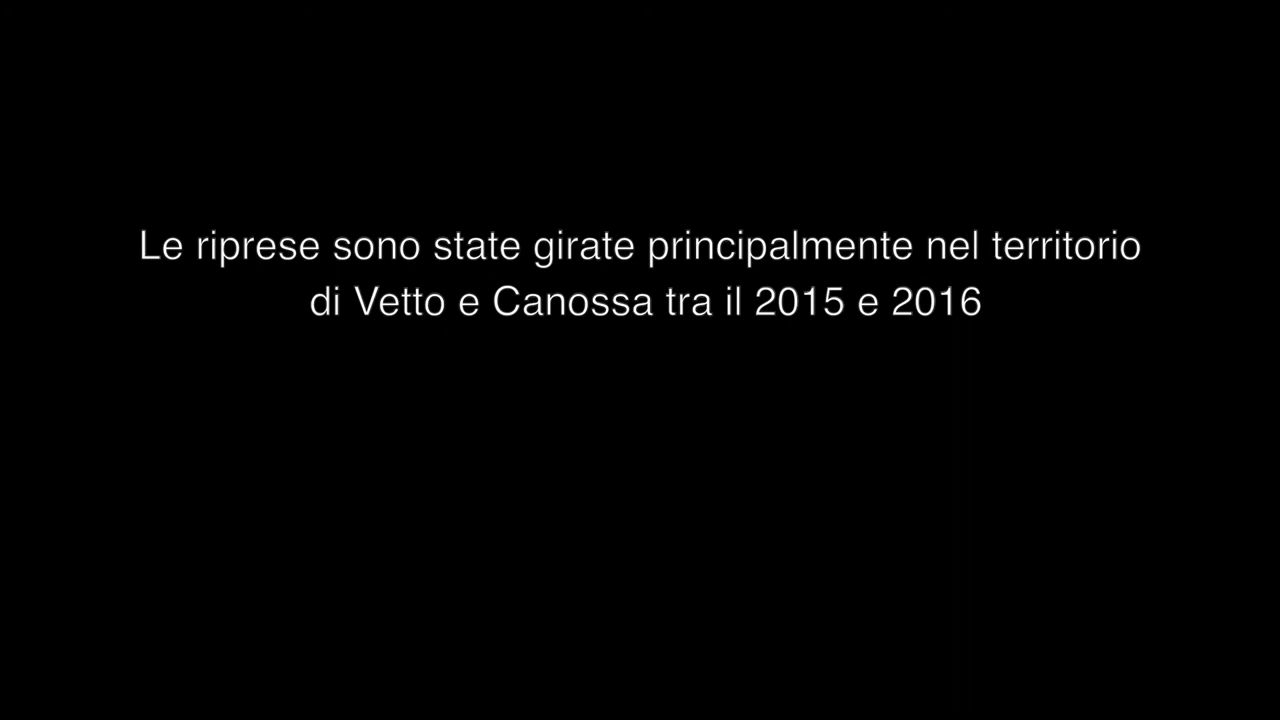 Le riprese sono state girate principalmente nel territorio
di Vetto e Canossa tra il 2015 e 2016